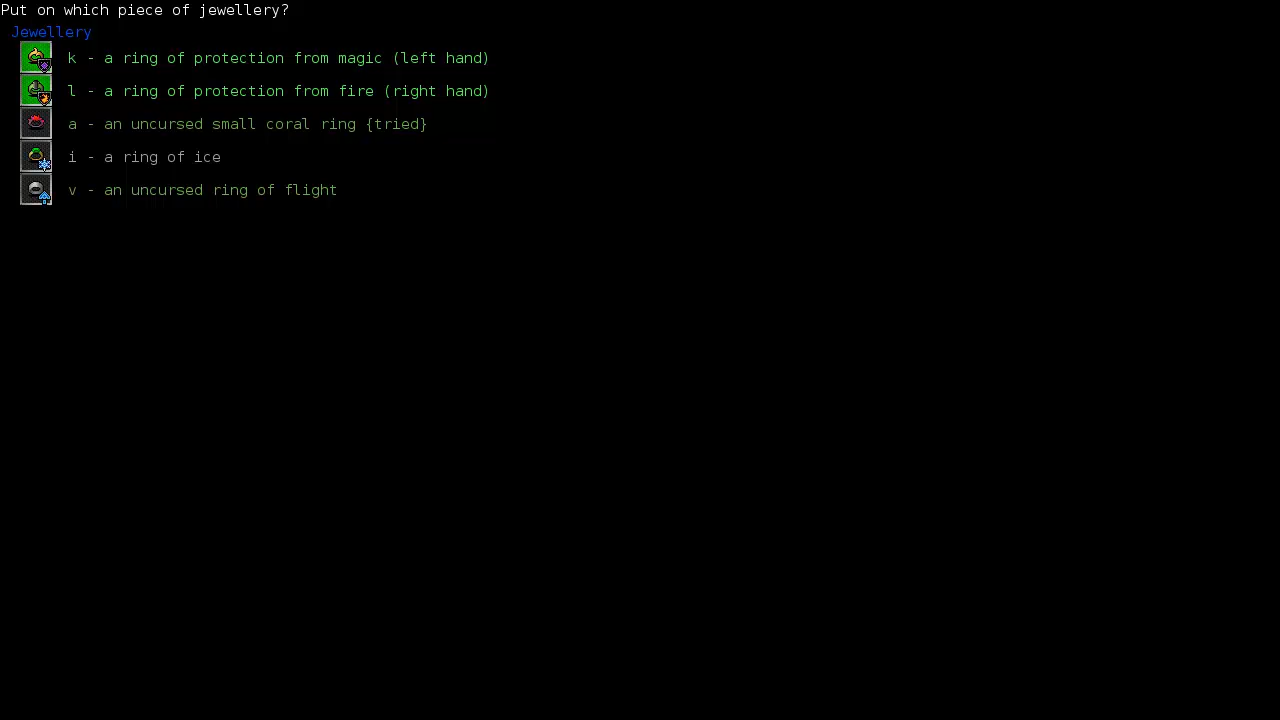 Put on which piece of jewellery?
Jewellery
k - a ring of protection from magic (left hand)
l - a ring of protection from fire (right hand)
a - an uncursed small coral ring {tried}
i - a ring of ice
v - an uncursed ring of flight